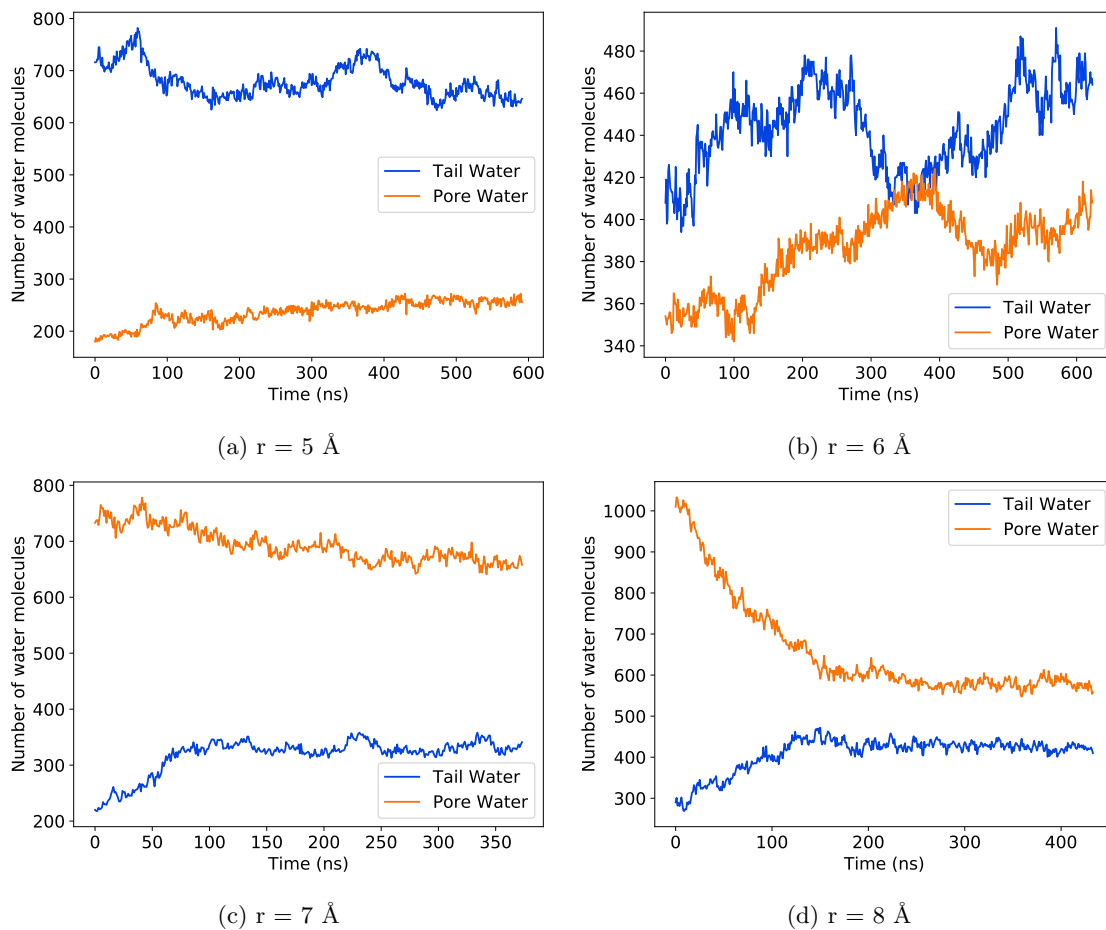 800
700
600
500
400
300
200
Number of water molecules
0 100 200 300 400 500 600
Time (ns)
Tail Water
Pore Water
(a) r = 5 Å
480
460
440
420
400
380
360
340
Number of water molecules
0 100 200 300 400 500 600
Time (ns)
Tail Water
Pore Water
(b) r = 6 Å
800
700
600
500
400
300
200
Number of water molecules
0 50 100 150 200 250 300 350
Time (ns)
Tail Water
Pore Water
(c) r = 7 Å
1000
900
800
700
600
500
400
300
Number of water molecules
0 100 200 300 400
Time (ns)
Tail Water
Pore Water
(d) r = 8 Å